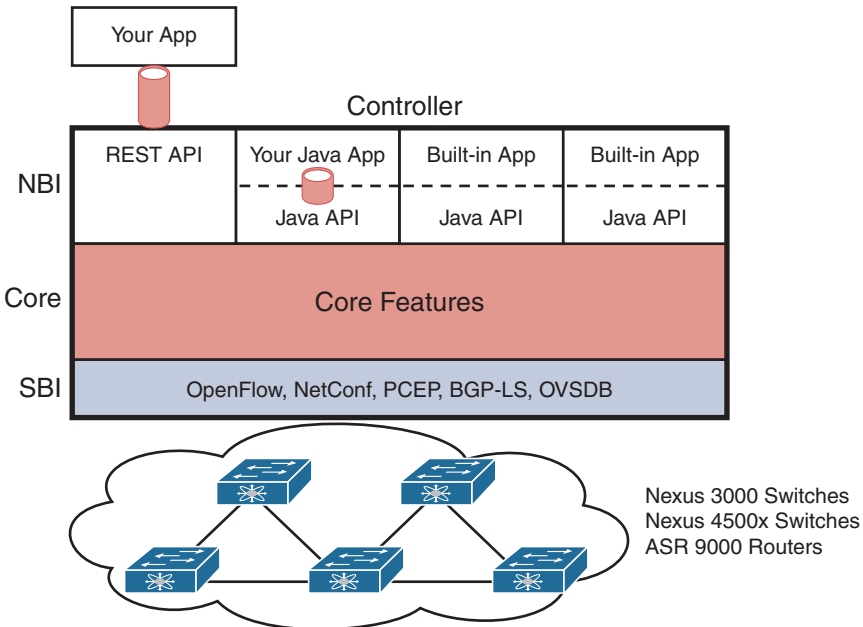 Your App
Controller
NBI
REST API
Your Java App
Built-in App
Built-in App
Java API
Java API
Java API
Core
Core Features
SBI
OpenFlow, NetConf, PCEP, BGP-LS, OVSDB
Nexus 3000 Switches
Nexus 4500x Switches
ASR 9000 Routers